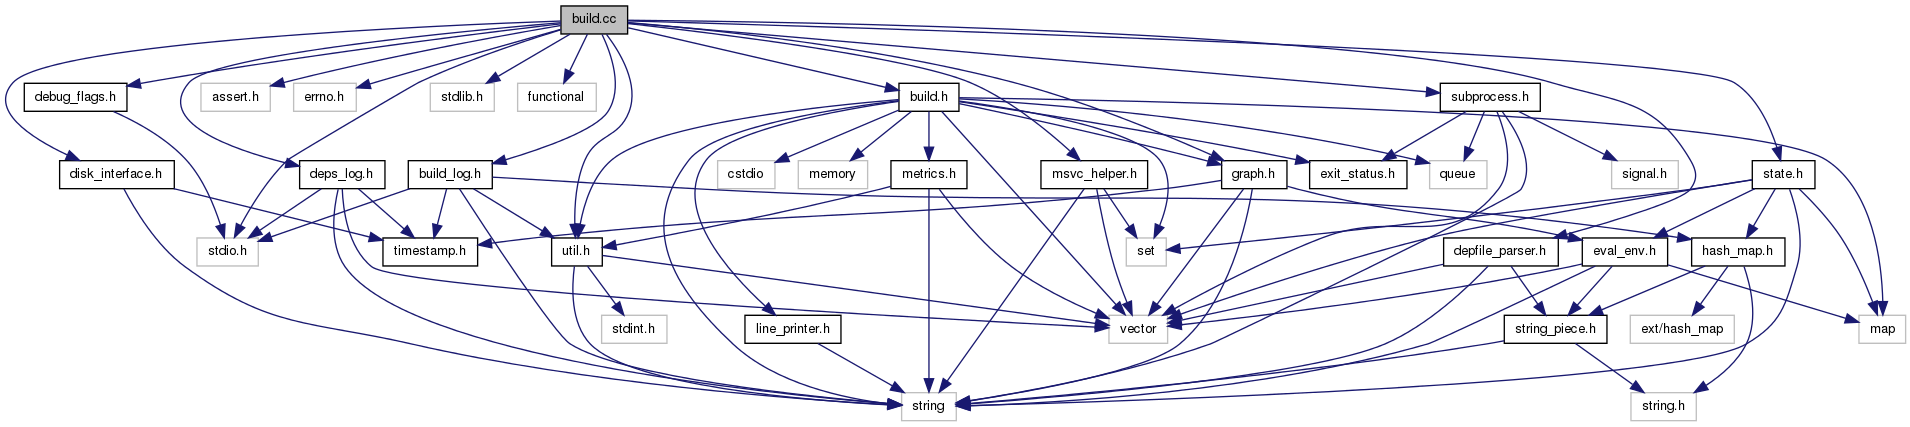 build.cc
debug_flags.h
assert.h
errno.h
stdlib.h
functional
build.h
subprocess.h
disk_interface.h
deps_log.h
build_log.h
cstdio
memory
metrics.h
msvc_helper.h
graph.h
exit_status.h
queue
signal.h
state.h
stdio.h
timestamp.h
util.h
set
depfile_parser.h
eval_env.h
hash_map.h
stdint.h
line_printer.h
vector
string_piece.h
ext/hash_map
map
string
string.h